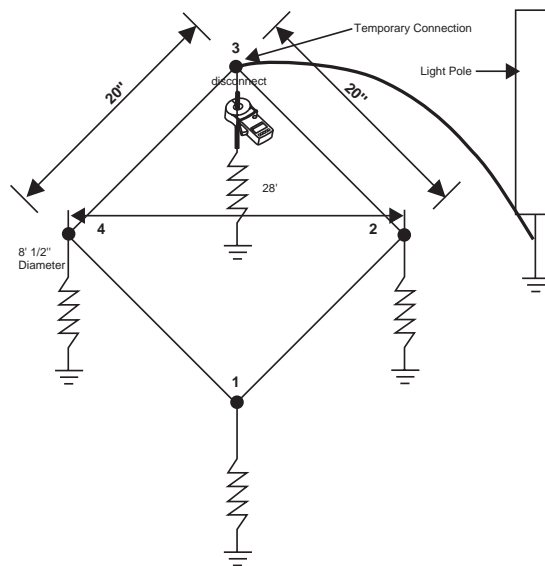 Temporary Connection
3
disconnect
Light Pole
20"
20"
28'
4
2
8' 1/2"
Diameter
1